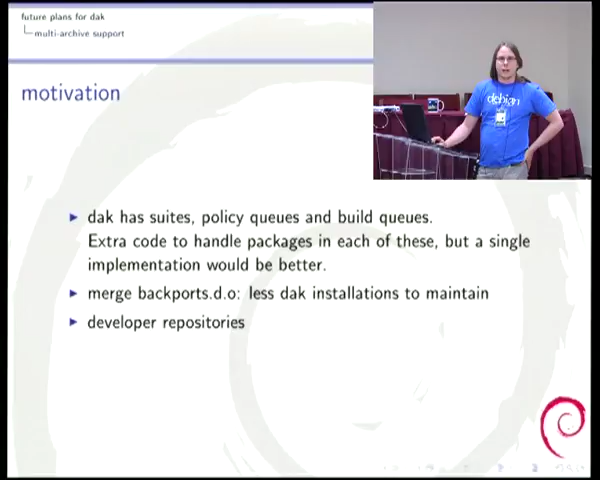 future plans for dak
multi-archive support
motivation
debian
dak has suites, policy queues and build queues.
Extra code to handle packages in each of these, but a single
implementation would be better.
merge backports.d.o: less dak installations to maintain
developer repositories